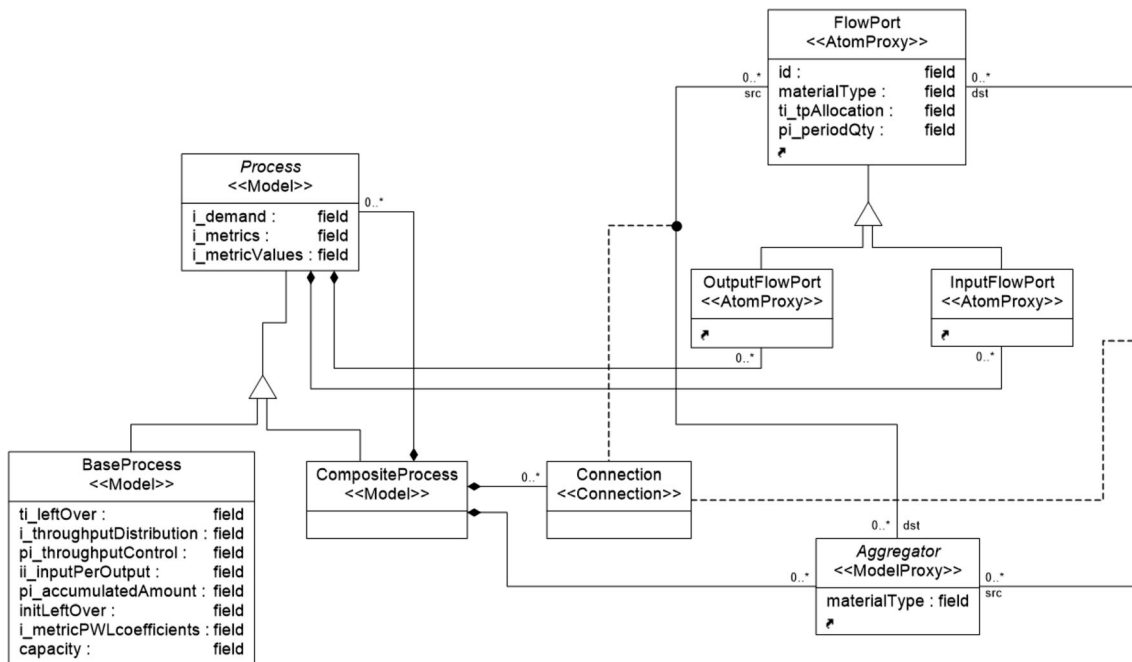 FlowPort
<<AtomProxy>>
id : field
materialType : field
ti_tpAllocation : field
pi_periodQty : field
0..*
src
0..*
dst
Process
<<Model>>
i_demand : field
i_metrics : field
i_metricValues : field
0..*
OutputFlowPort
<<AtomProxy>>
0..*
InputFlowPort
<<AtomProxy>>
0..*
BaseProcess
<<Model>>
ti_leftOver : field
i_throughputDistribution : field
pi_throughputControl : field
ii_inputPerOutput : field
pi_accumulatedAmount : field
initLeftOver : field
i_metricPWLcoefficients : field
capacity : field
CompositeProcess
<<Model>>
0..*
Connection
<<Connection>>
0..* dst
0..*
Aggregator
<<ModelProxy>>
materialType : field
0..*
src